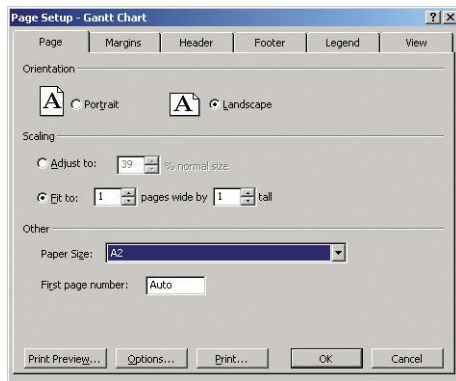 Page Setup - Gantt Chart
Page Margins Header Footer Legend View
Orientation
A Portrait A Landscape
Scaling
Adjust to: 39 % normal size
Fit to: 1 pages wide by 1 tall
Other
Paper Size: A2
First page number: Auto
Print Preview... Options... Print... OK Cancel